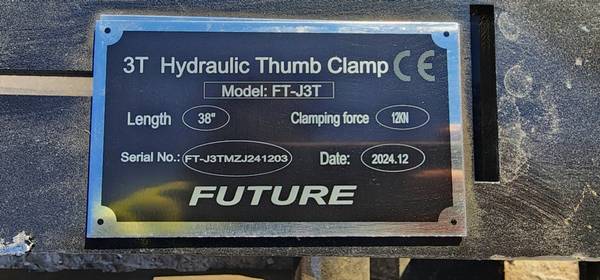 3T Hydraulic Thumb Clamp CE
Model: FT-J3T
Length 38" Clamping force 12KN
Serial No.: FT-J3TMZJ241203 Date: 2024.12
FUTURE